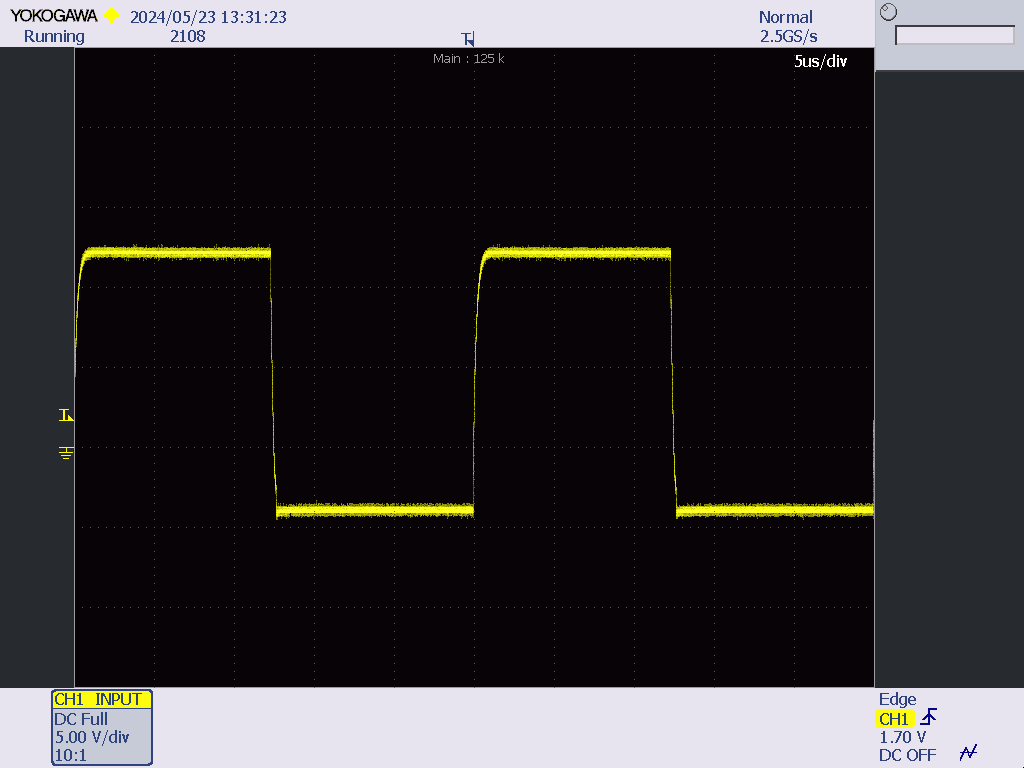 YOKOGAWA 2024/05/23 13:31:23 Normal
Running 2108 T 2.5GS/s
Main : 125 k 5us/div
T
CH1 INPUT
DC Full
5.00 V/div
10:1
Edge
CH1
1.70 V
DC OFF